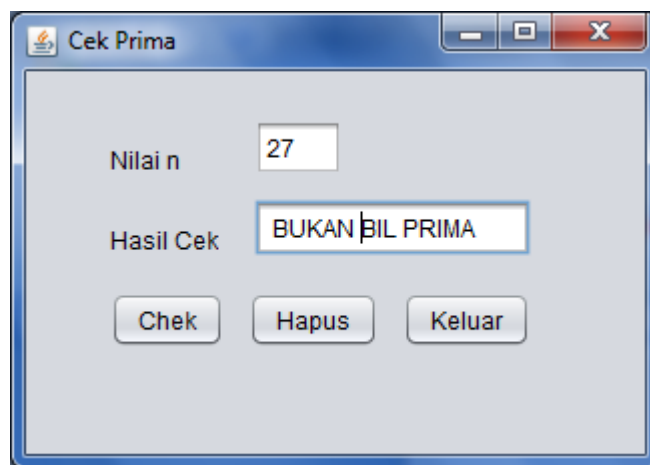 Cek Prima
Nilai n 27
Hasil Cek BUKAN BIL PRIMA
Chek Hapus Keluar